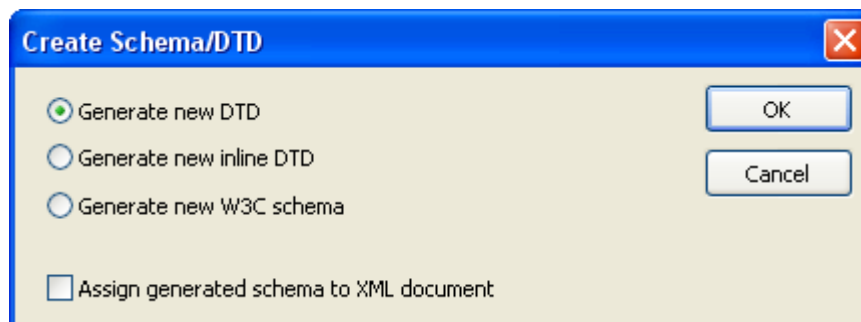 Create Schema/DTD
Generate new DTD
OK
Generate new inline DTD
Cancel
Generate new W3C schema
Assign generated schema to XML document